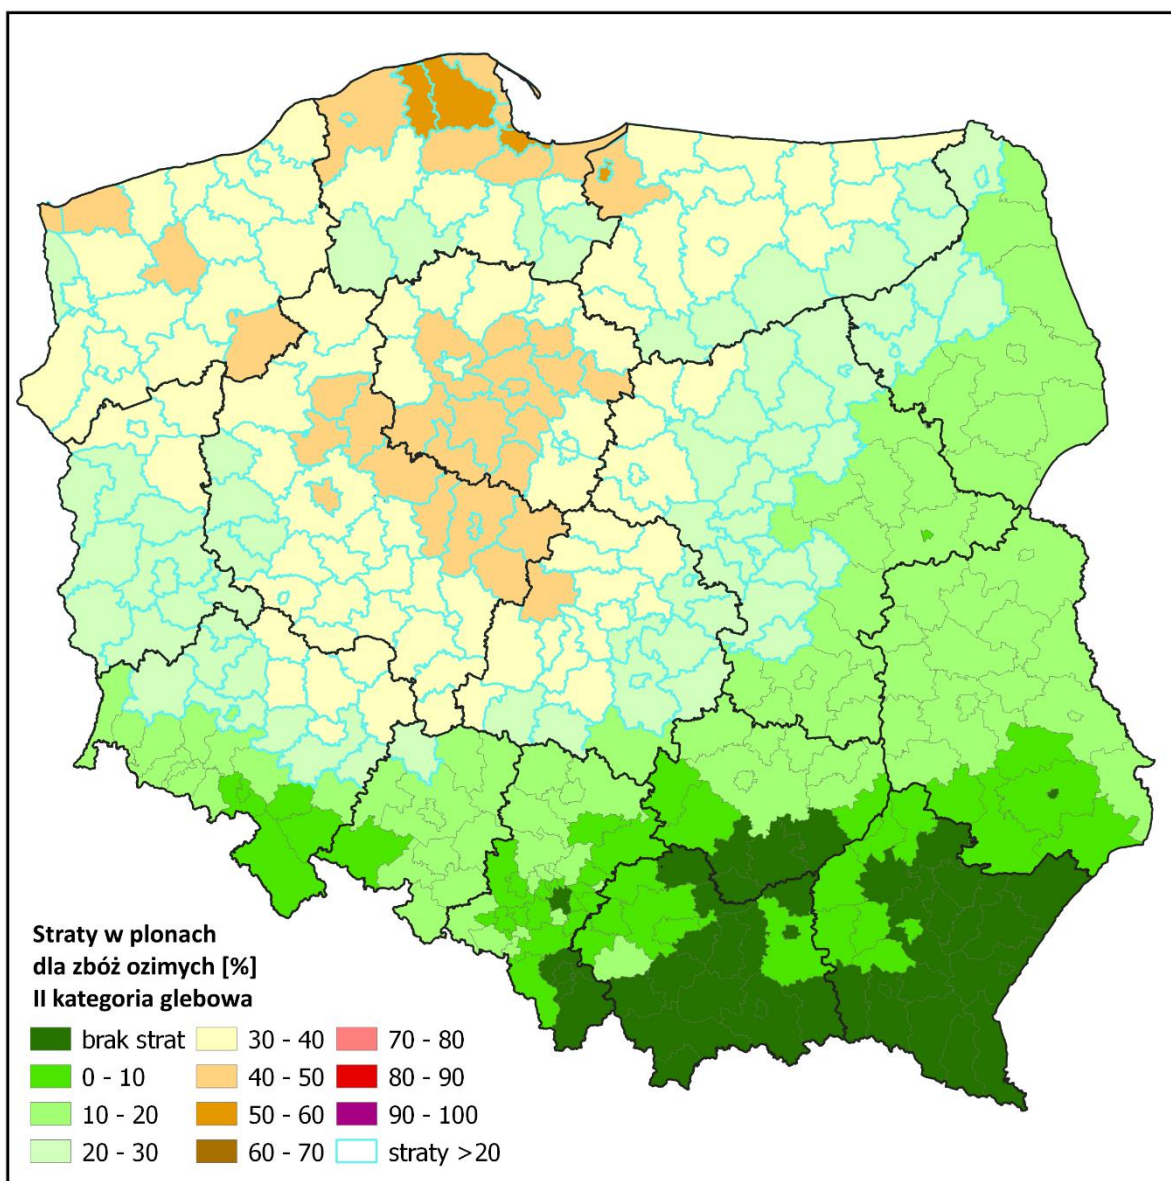 Straty w plonach
dla zbóż ozimych [%]
II kategoria glebowa
brak strat
0 - 10
10 - 20
20 - 30
30 - 40
40 - 50
50 - 60
60 - 70
70 - 80
80 - 90
90 - 100
straty >20